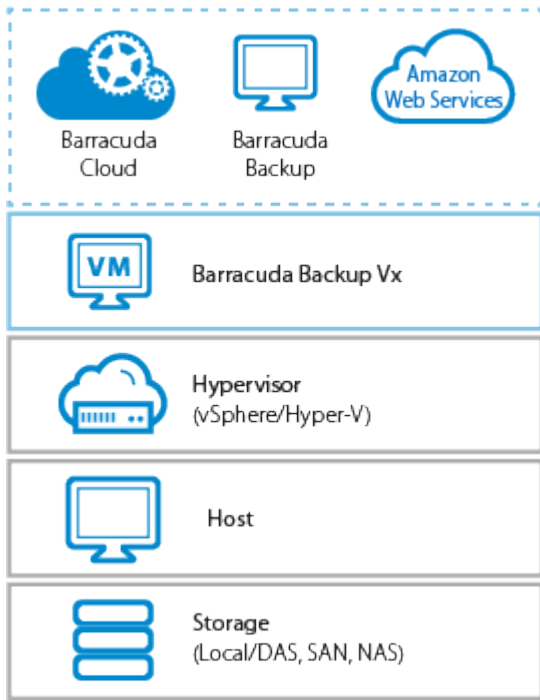 Barracuda
Cloud
Barracuda
Backup
Amazon
Web Services
VM
Barracuda Backup Vx
Hypervisor
(vSphere/Hyper-V)
Host
Storage
(Local/DAS, SAN, NAS)